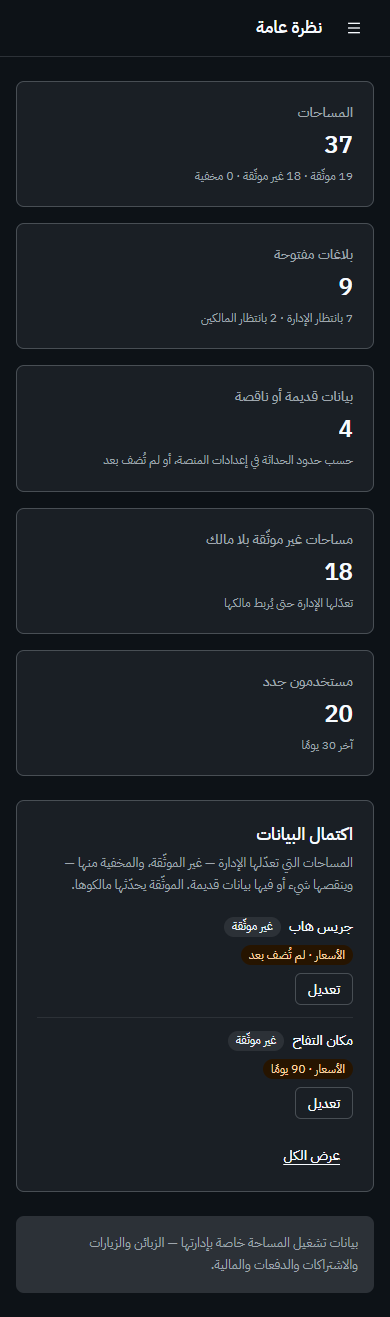 نظرة عامة
المساحات
37
19 موثّقة · 18 غير موثّقة · 0 مخفية
بلاغات مفتوحة
9
7 بانتظار الإدارة · 2 بانتظار المالكين
بيانات قديمة أو ناقصة
4
حسب حدود الحداثة في إعدادات المنصة، أو لم تُضف بعد
مساحات غير موثّقة بلا مالك
18
تعدّلها الإدارة حتى يُربط مالكها
مستخدمون جدد
20
آخر 30 يومًا
اكتمال البيانات
المساحات التي تعدّلها الإدارة — غير الموثّقة، والمخفية منها —
وينقصها شيء أو فيها بيانات قديمة. الموثّقة يحدّثها مالكوها.
جريس هاب غير موثّقة
الأسعار · لم تُضف بعد
تعديل
مكان التفاح غير موثّقة
الأسعار · 90 يومًا
تعديل
عرض الكل
بيانات تشغيل المساحة خاصة بإدارتها — الزبائن والزيارات
والاشتراكات والدفعات والمالية.